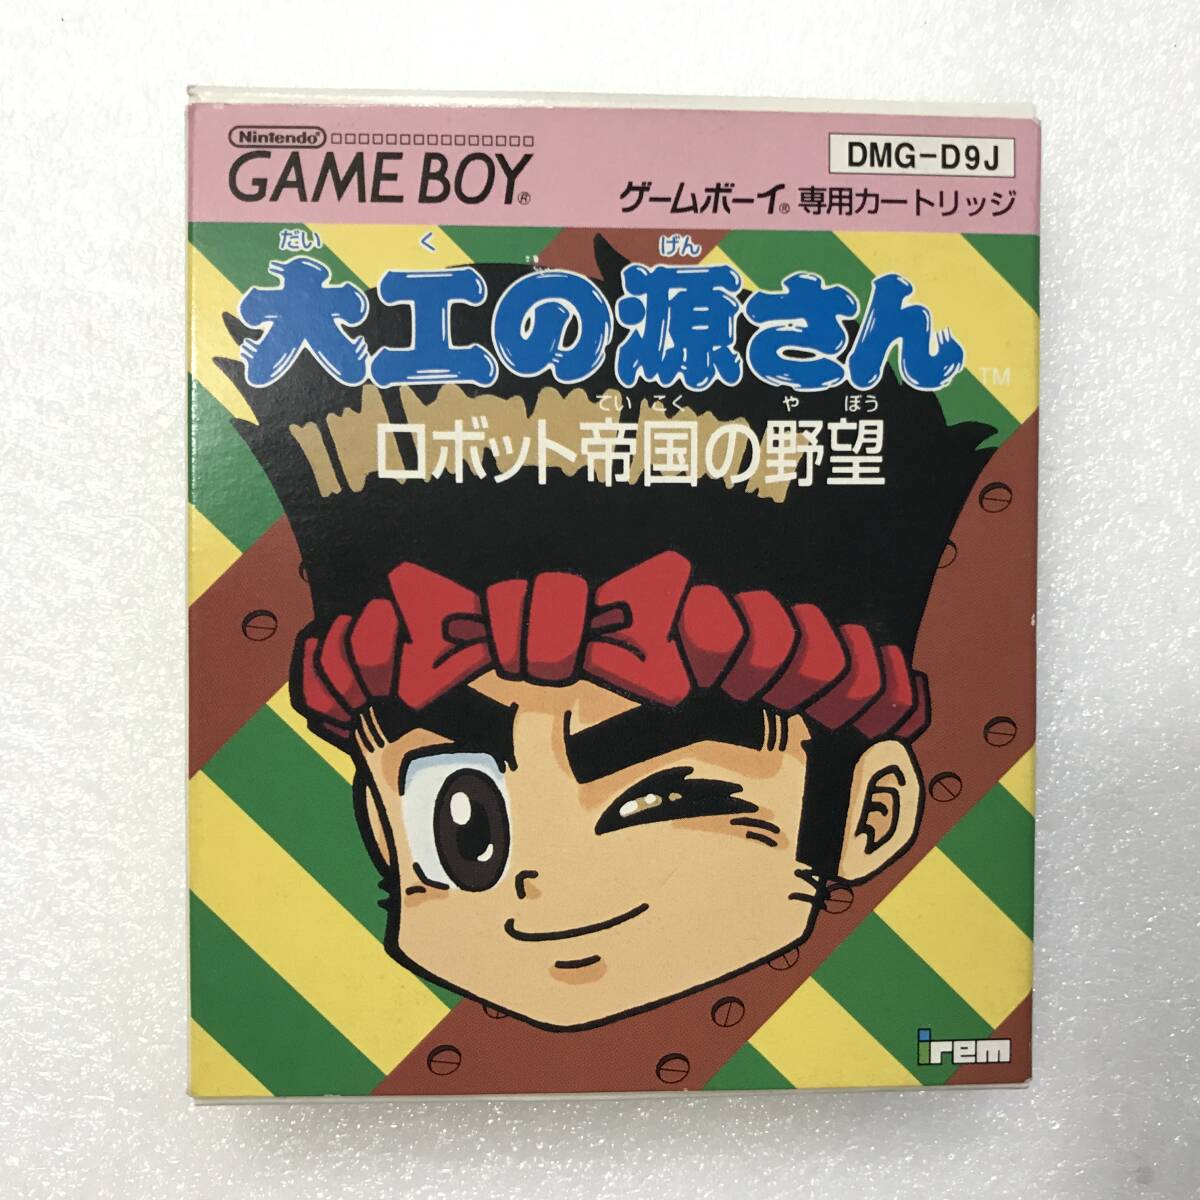 Nintendo®
GAME BOY®
DMG-D9J
ゲームボーイ® 専用カートリッジ
だい く げん
大工の源さん™
てい こく や ぼう
ロボット帝国の野望
irem